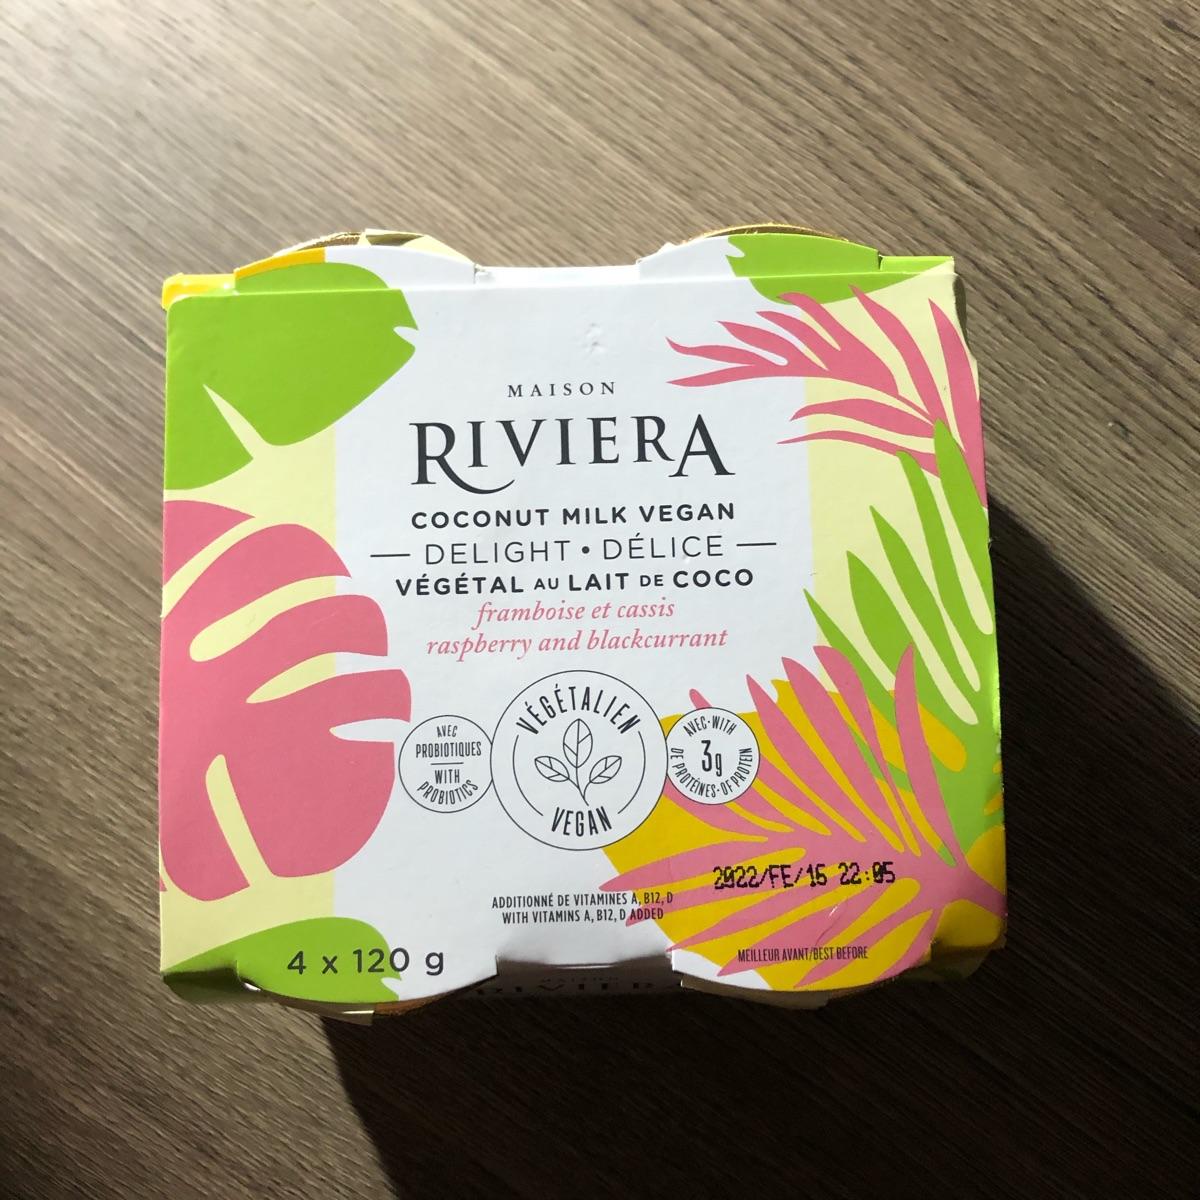 MAISON
RIVIERA
COCONUT MILK VEGAN
DELIGHT • DÉLICE
VÉGÉTAL AU LAIT DE COCO
framboise et cassis
raspberry and blackcurrant
AVEC
PROBIOTIQUES
WITH
PROBIOTICS
VÉGÉTALIEN
VEGAN
AVEC•WITH
3g
DE PROTÉINES•OF PROTEIN
2022/FE/16 22:05
ADDITIONNÉ DE VITAMINES A, B12, D
WITH VITAMINS A, B12, D ADDED
MEILLEUR AVANT/BEST BEFORE
4 x 120 g
RIVIERA